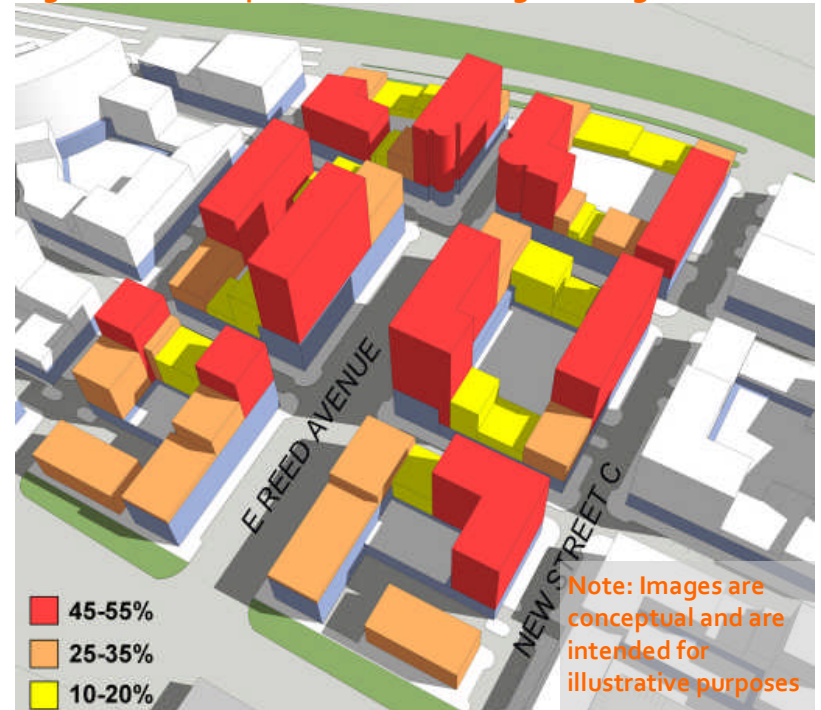 E REED AVENUE
NEW STREET C
45-55%
25-35%
10-20%
Note: Images are
conceptual and are
intended for
illustrative purposes